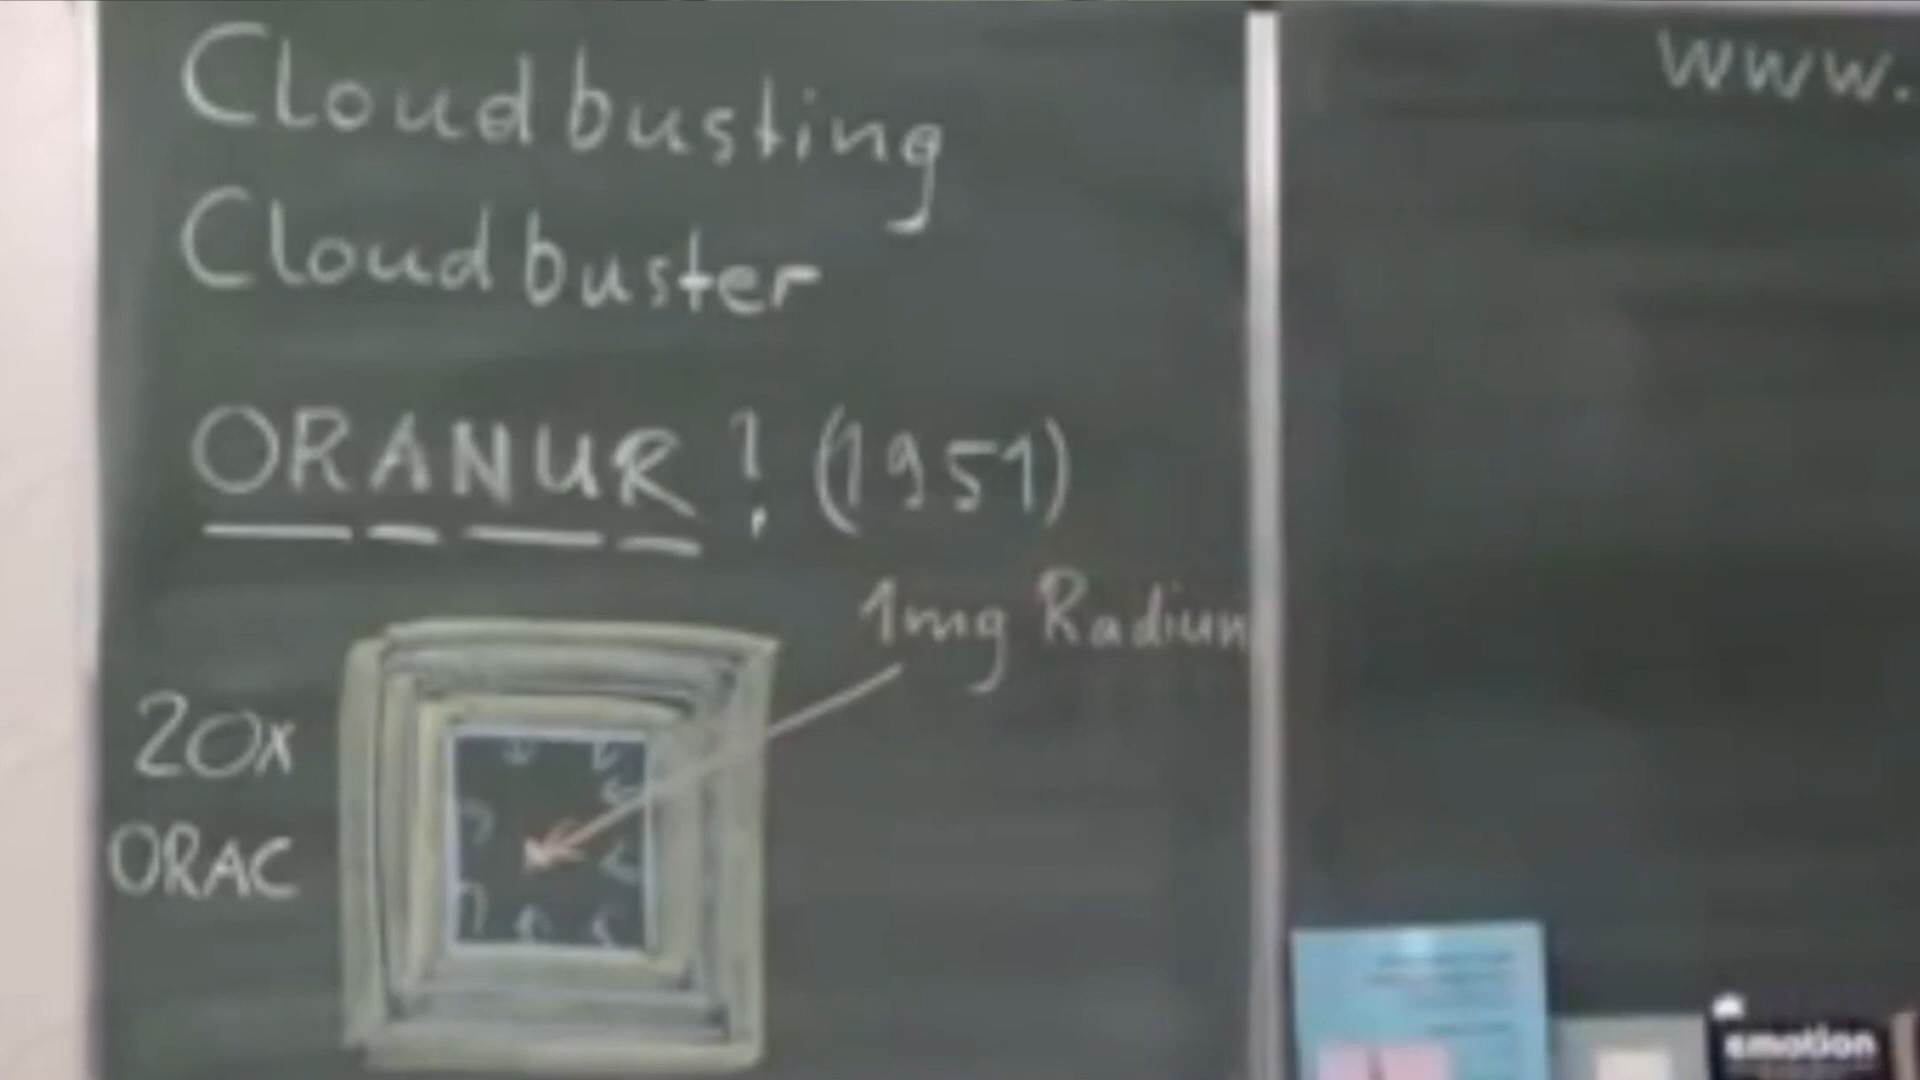 Cloudbusting
Cloudbuster
ORANUR! (1951)
1mg Radium
20x
ORAC
www.
emotion